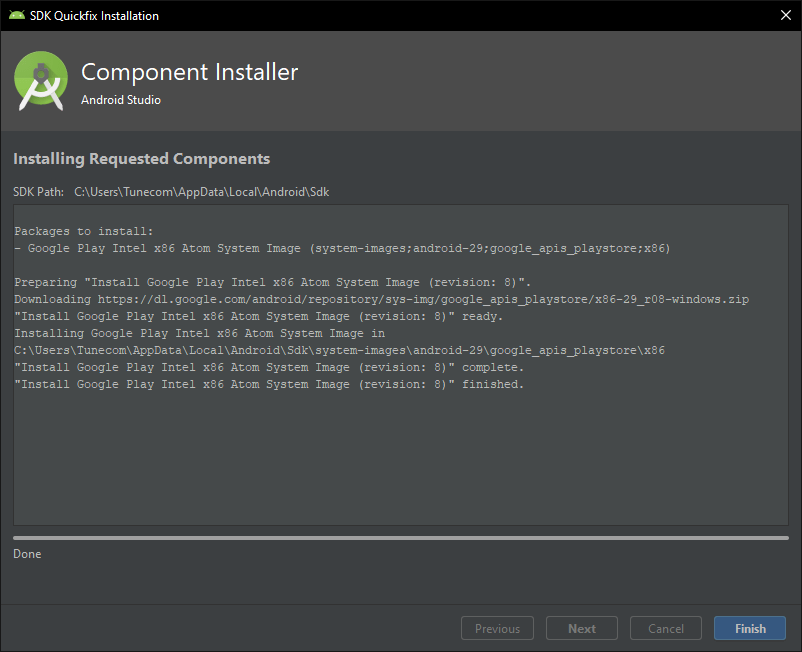 SDK Quickfix Installation
Component Installer
Android Studio
Installing Requested Components
SDK Path: C:\Users\Tunecom\AppData\Local\Android\Sdk
Packages to install:
- Google Play Intel x86 Atom System Image (system-images;android-29;google_apis_playstore;x86)
Preparing "Install Google Play Intel x86 Atom System Image (revision: 8)".
Downloading https://dl.google.com/android/repository/sys-img/google_apis_playstore/x86-29_r08-windows.zip
"Install Google Play Intel x86 Atom System Image (revision: 8)" ready.
Installing Google Play Intel x86 Atom System Image in
C:\Users\Tunecom\AppData\Local\Android\Sdk\system-images\android-29\google_apis_playstore\x86
"Install Google Play Intel x86 Atom System Image (revision: 8)" complete.
"Install Google Play Intel x86 Atom System Image (revision: 8)" finished.
Done
Previous Next Cancel Finish